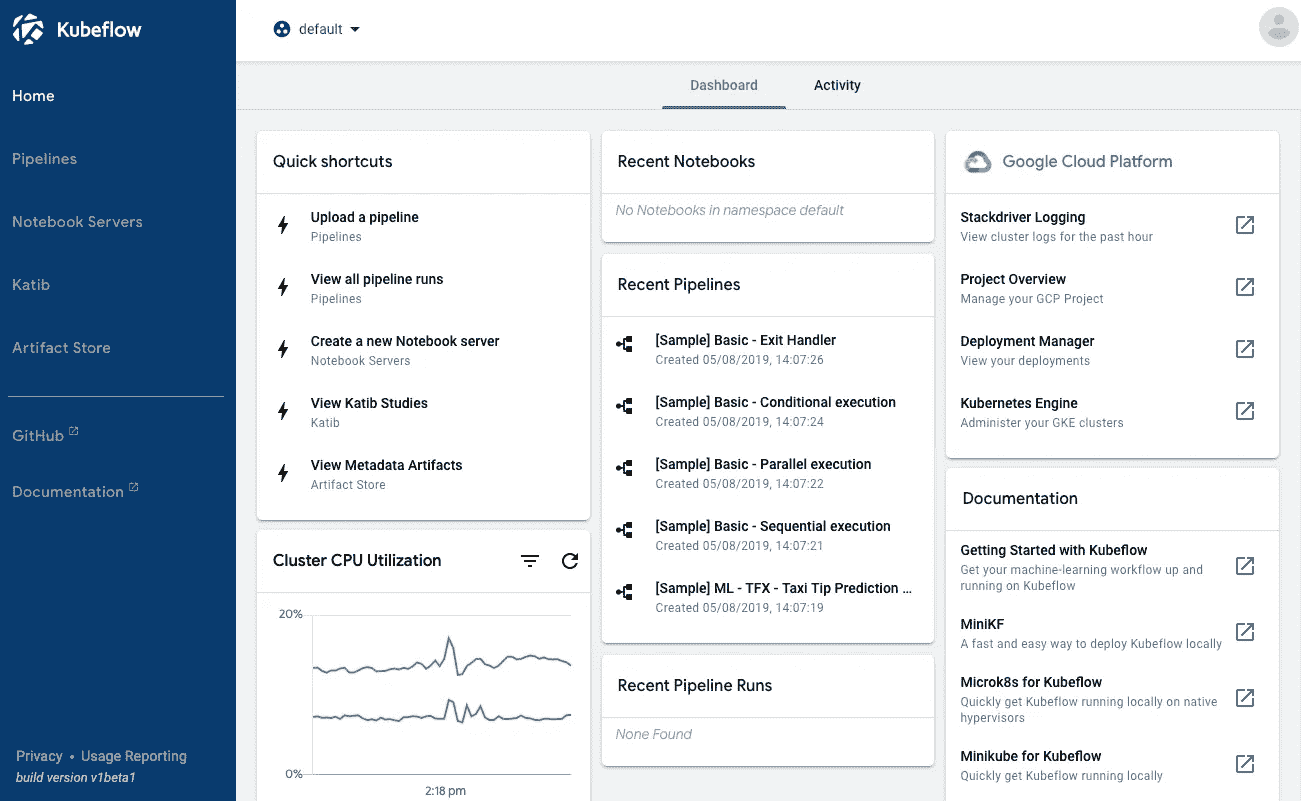 Kubeflow
default
Home
Pipelines
Notebook Servers
Katib
Artifact Store
GitHub
Documentation
Privacy • Usage Reporting
build version v1beta1
Dashboard
Activity
Quick shortcuts
Upload a pipeline
Pipelines
View all pipeline runs
Pipelines
Create a new Notebook server
Notebook Servers
View Katib Studies
Katib
View Metadata Artifacts
Artifact Store
Cluster CPU Utilization
20%
0%
2:18 pm
Recent Notebooks
No Notebooks in namespace default
Recent Pipelines
[Sample] Basic - Exit Handler
Created 05/08/2019, 14:07:26
[Sample] Basic - Conditional execution
Created 05/08/2019, 14:07:24
[Sample] Basic - Parallel execution
Created 05/08/2019, 14:07:22
[Sample] Basic - Sequential execution
Created 05/08/2019, 14:07:21
[Sample] ML - TFX - Taxi Tip Prediction ...
Created 05/08/2019, 14:07:19
Recent Pipeline Runs
None Found
Google Cloud Platform
Stackdriver Logging
View cluster logs for the past hour
Project Overview
Manage your GCP Project
Deployment Manager
View your deployments
Kubernetes Engine
Administer your GKE clusters
Documentation
Getting Started with Kubeflow
Get your machine-learning workflow up and
running on Kubeflow
MiniKF
A fast and easy way to deploy Kubeflow locally
Microk8s for Kubeflow
Quickly get Kubeflow running locally on native
hypervisors
Minikube for Kubeflow
Quickly get Kubeflow running locally